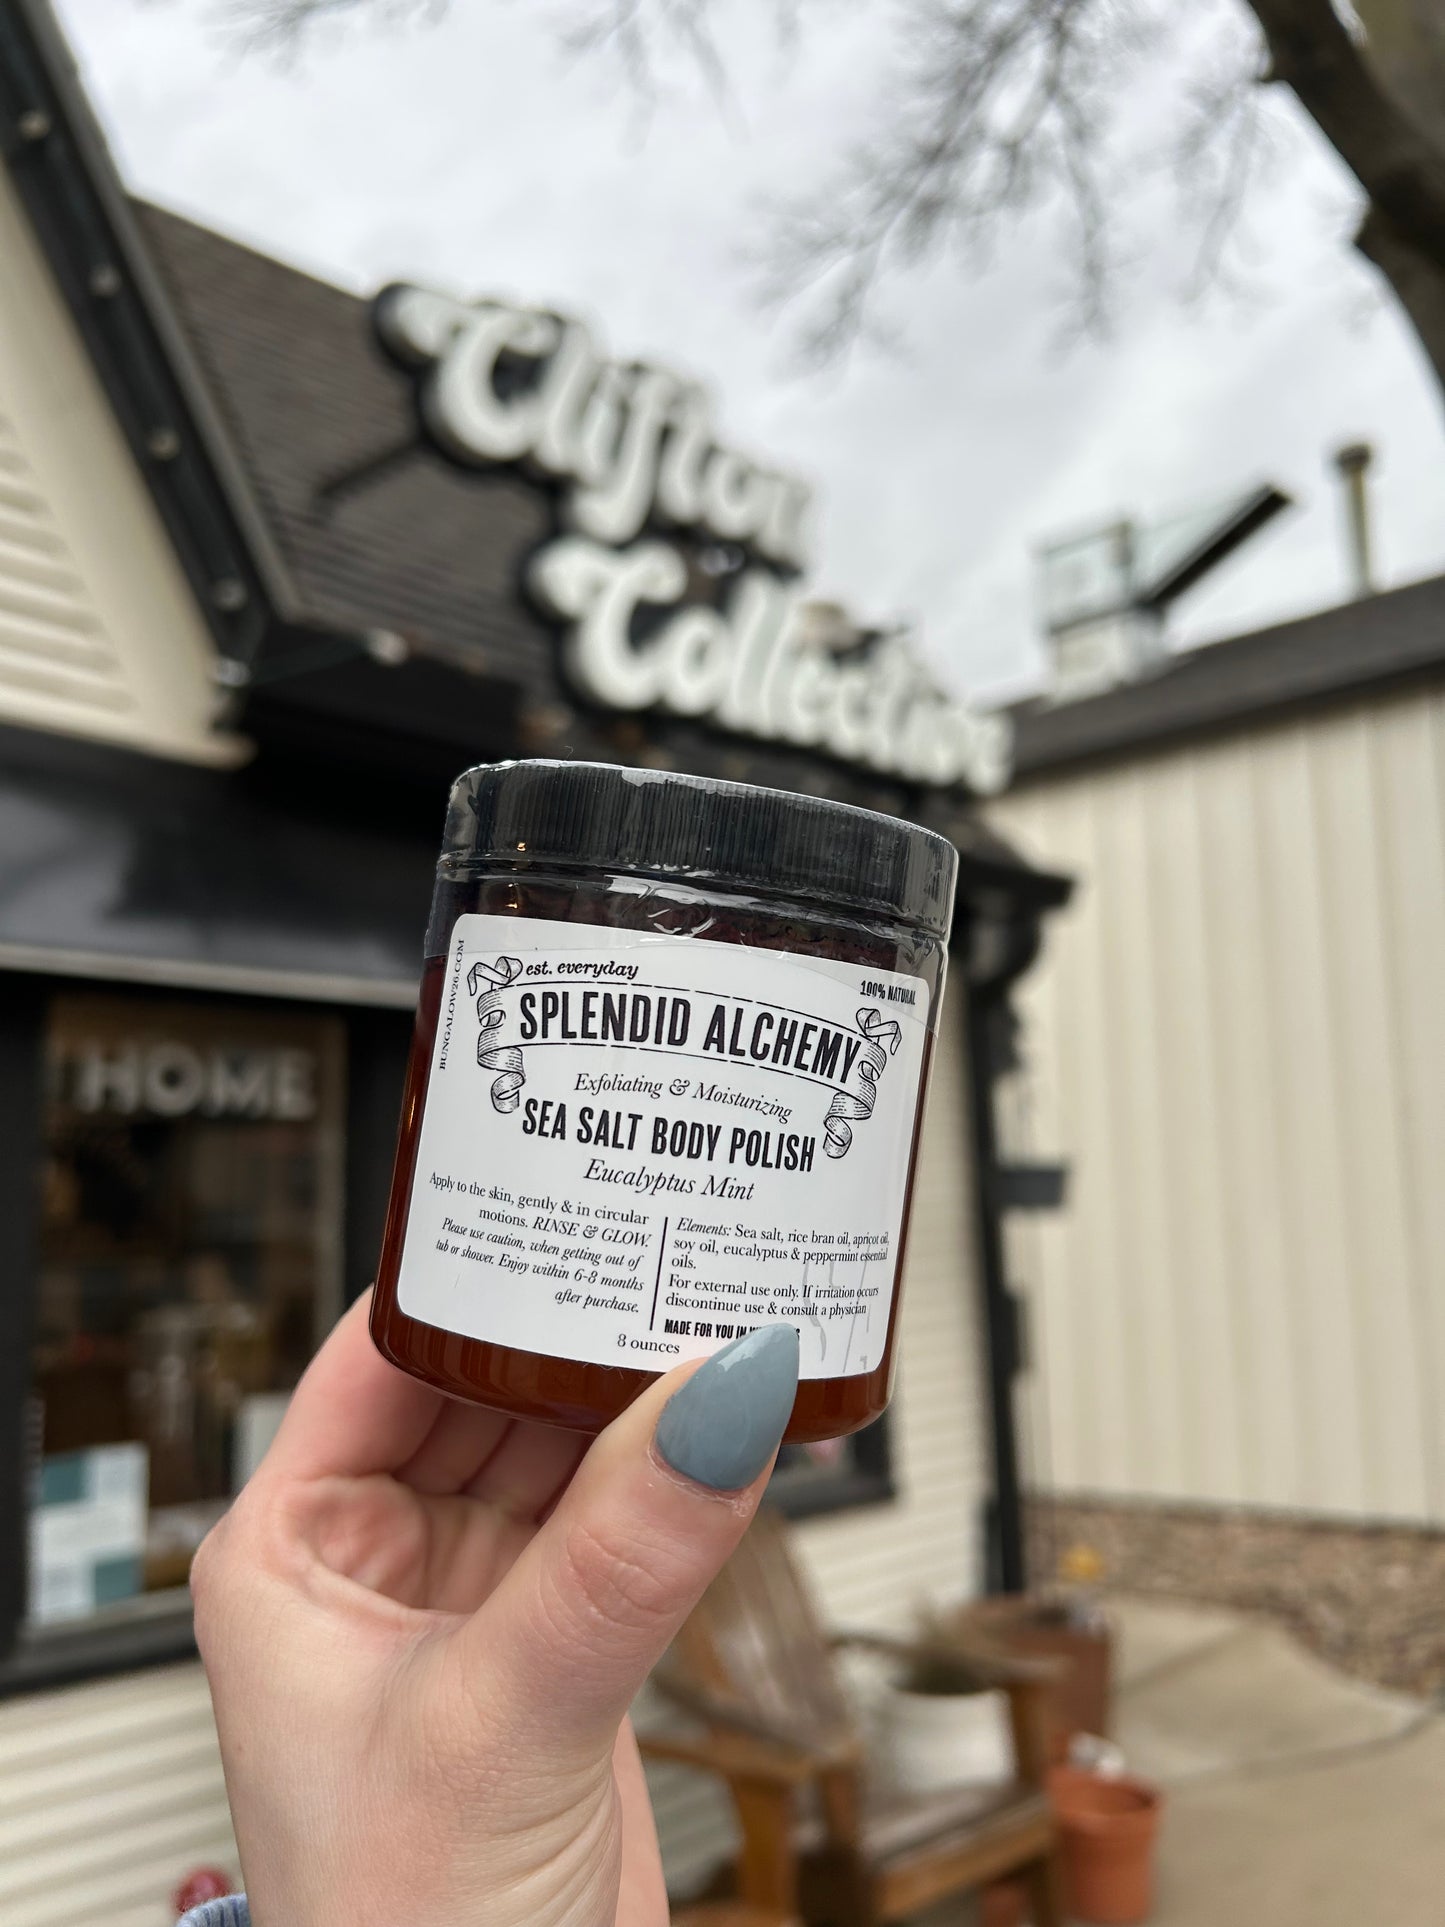 Clifton
Collective
HOME
BUNGALOW26.COM
est. everyday
100% NATURAL
SPLENDID ALCHEMY
Exfoliating & Moisturizing
SEA SALT BODY POLISH
Eucalyptus Mint
Apply to the skin, gently & in circular
motions. RINSE & GLOW.
Please use caution, when getting out of
tub or shower. Enjoy within 6-8 months
after purchase.
Elements: Sea salt, rice bran oil, apricot oil,
soy oil, eucalyptus & peppermint essential
oils.
For external use only. If irritation occurs
discontinue use & consult a physician
MADE FOR YOU IN
8 ounces